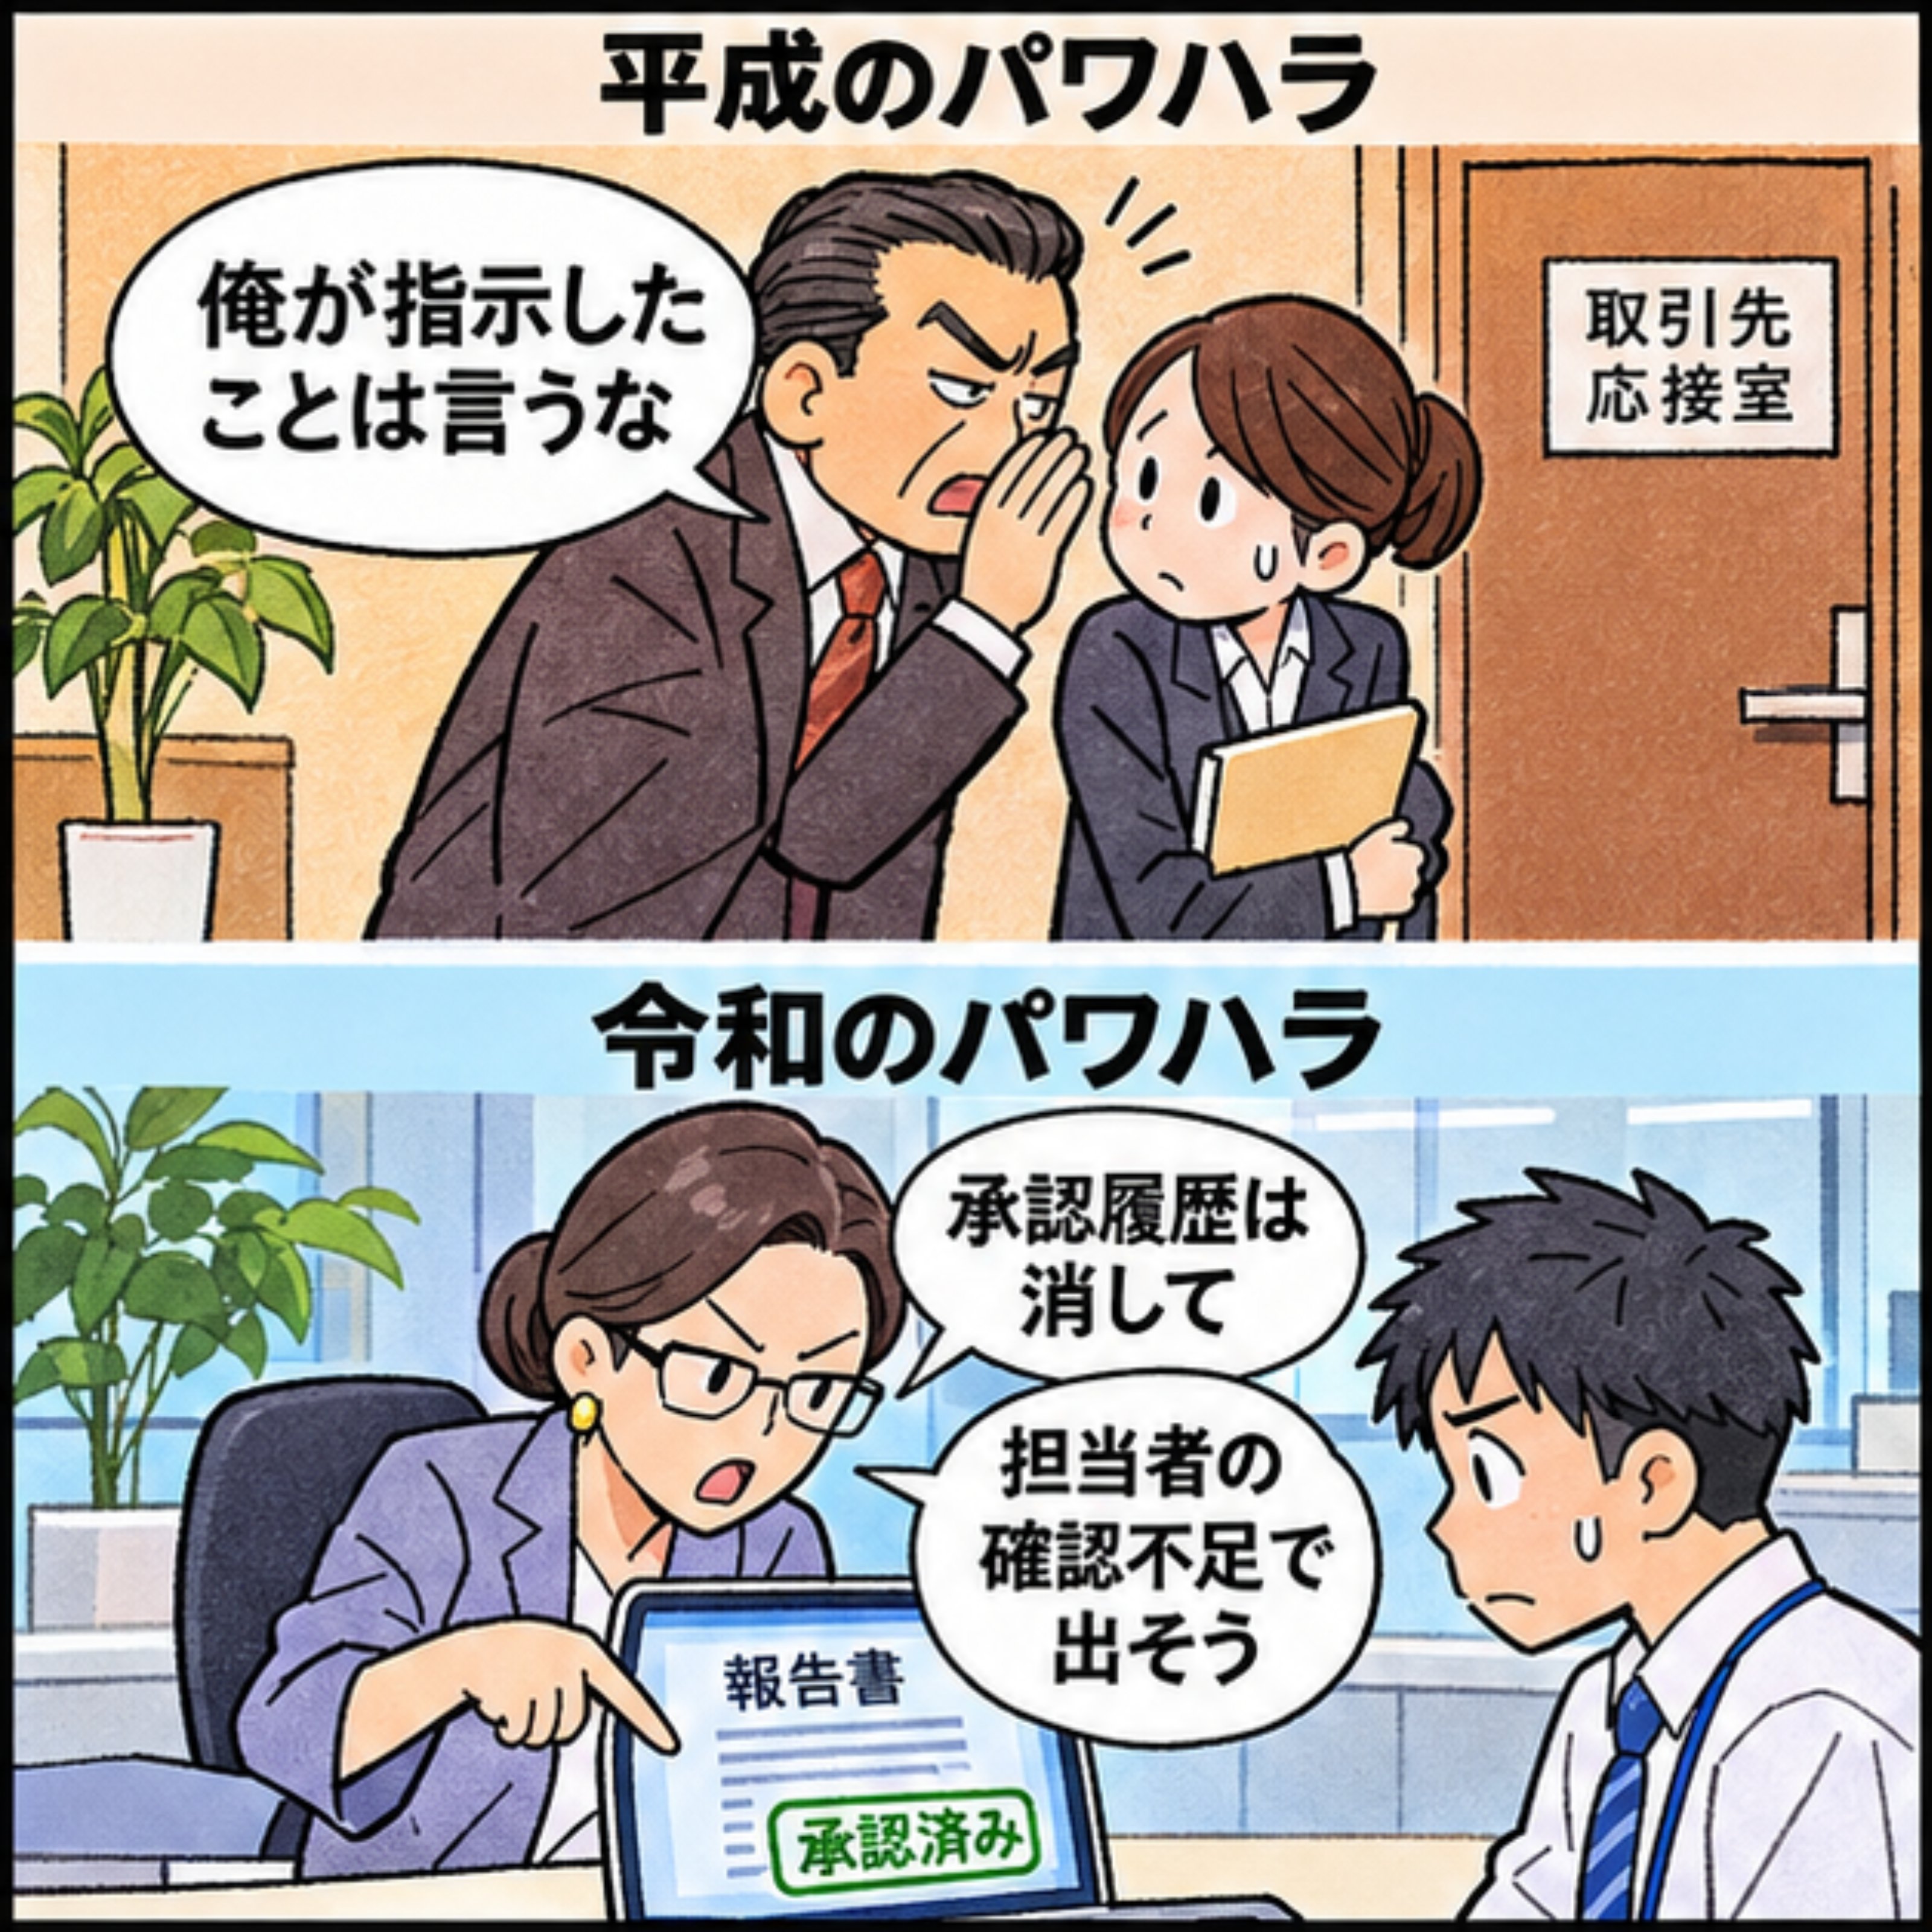 平成のパワハラ
俺が指示した
ことは言うな
取引先
応接室
令和のパワハラ
承認履歴は
消して
担当者の
確認不足で
出そう
報告書
承認済み